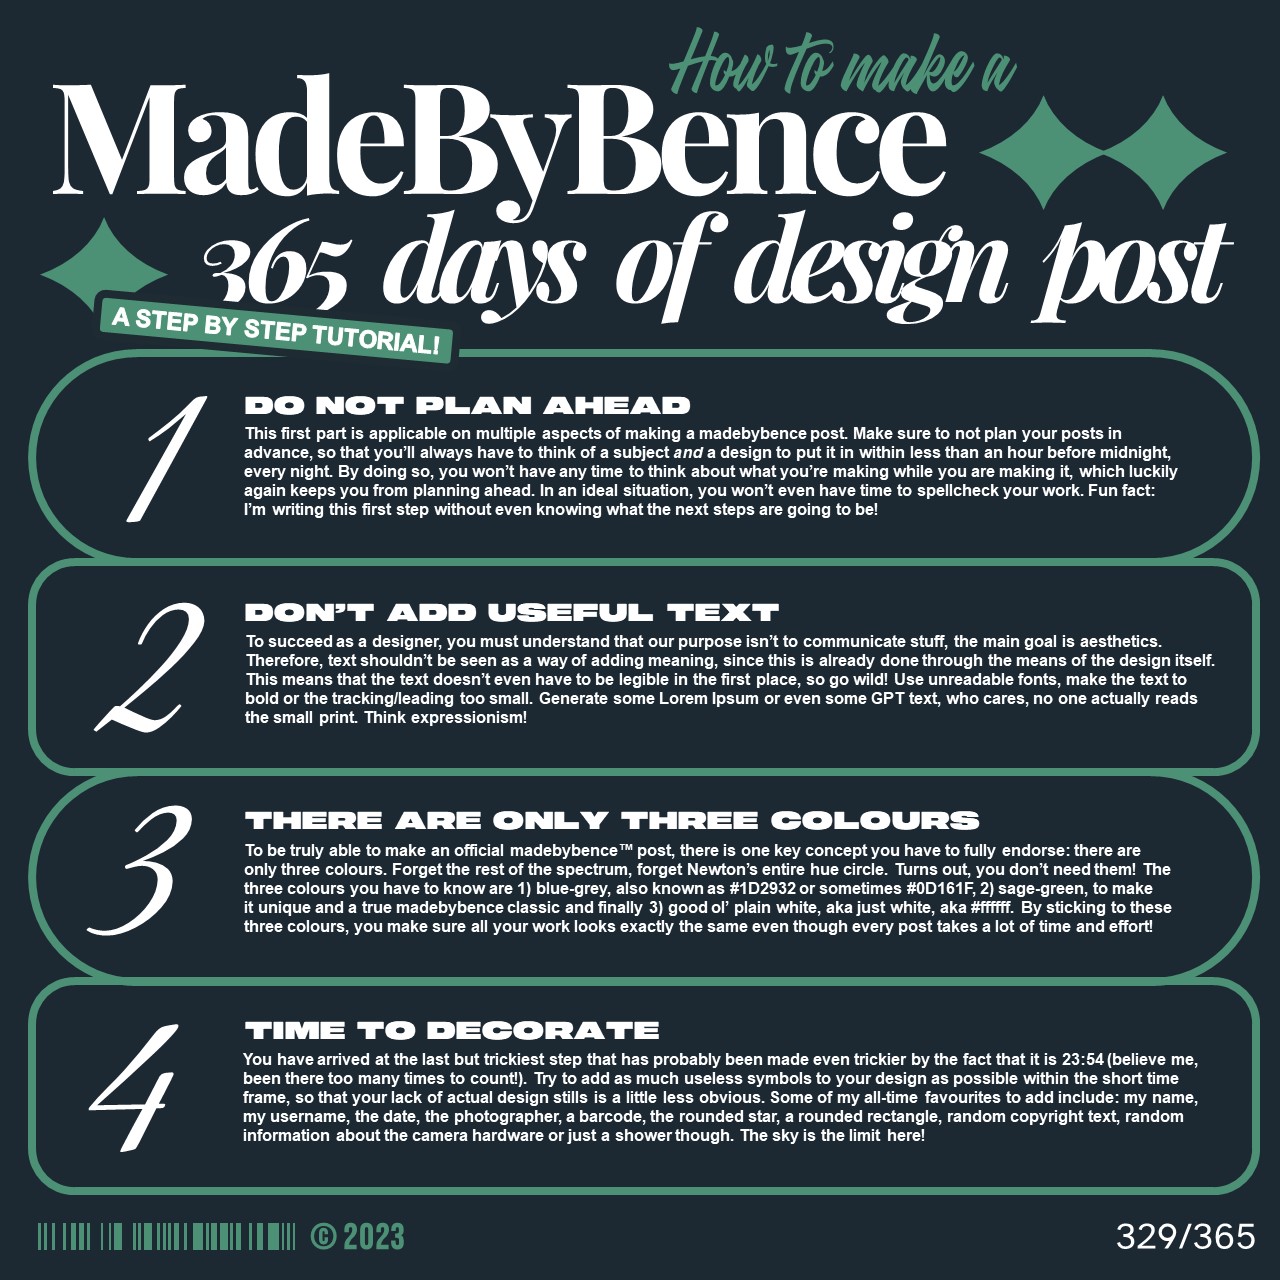 How to make a
MadeByBence
365 days of design post
A STEP BY STEP TUTORIAL!
1
DO NOT PLAN AHEAD
This first part is applicable on multiple aspects of making a madebybence post. Make sure to not plan your posts in
advance, so that you’ll always have to think of a subject and a design to put it in within less than an hour before midnight,
every night. By doing so, you won’t have any time to think about what you’re making while you are making it, which luckily
again keeps you from planning ahead. In an ideal situation, you won’t even have time to spellcheck your work. Fun fact:
I’m writing this first step without even knowing what the next steps are going to be!
2
DON’T ADD USEFUL TEXT
To succeed as a designer, you must understand that our purpose isn’t to communicate stuff, the main goal is aesthetics.
Therefore, text shouldn’t be seen as a way of adding meaning, since this is already done through the means of the design itself.
This means that the text doesn’t even have to be legible in the first place, so go wild! Use unreadable fonts, make the text to
bold or the tracking/leading too small. Generate some Lorem Ipsum or even some GPT text, who cares, no one actually reads
the small print. Think expressionism!
3
THERE ARE ONLY THREE COLOURS
To be truly able to make an official madebybence™ post, there is one key concept you have to fully endorse: there are
only three colours. Forget the rest of the spectrum, forget Newton’s entire hue circle. Turns out, you don’t need them! The
three colours you have to know are 1) blue-grey, also known as #1D2932 or sometimes #0D161F, 2) sage-green, to make
it unique and a true madebybence classic and finally 3) good ol’ plain white, aka just white, aka #ffffff. By sticking to these
three colours, you make sure all your work looks exactly the same even though every post takes a lot of time and effort!
4
TIME TO DECORATE
You have arrived at the last but trickiest step that has probably been made even trickier by the fact that it is 23:54 (believe me,
been there too many times to count!). Try to add as much useless symbols to your design as possible within the short time
frame, so that your lack of actual design stills is a little less obvious. Some of my all-time favourites to add include: my name,
my username, the date, the photographer, a barcode, the rounded star, a rounded rectangle, random copyright text, random
information about the camera hardware or just a shower though. The sky is the limit here!
© 2023
329/365